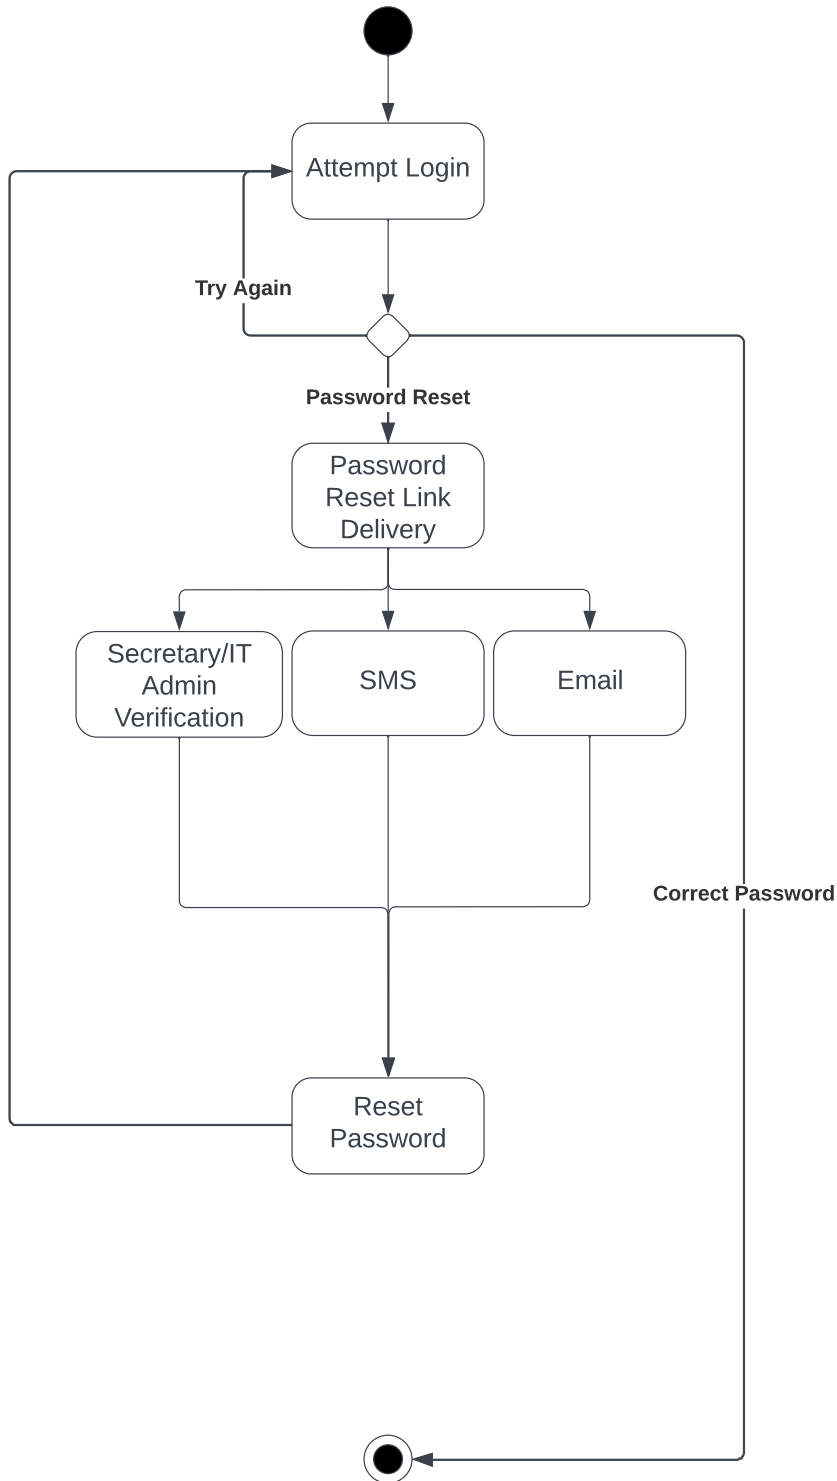 Attempt Login
Try Again
Password Reset
Password
Reset Link
Delivery
Secretary/IT
Admin
Verification
SMS
Email
Correct Password
Reset
Password